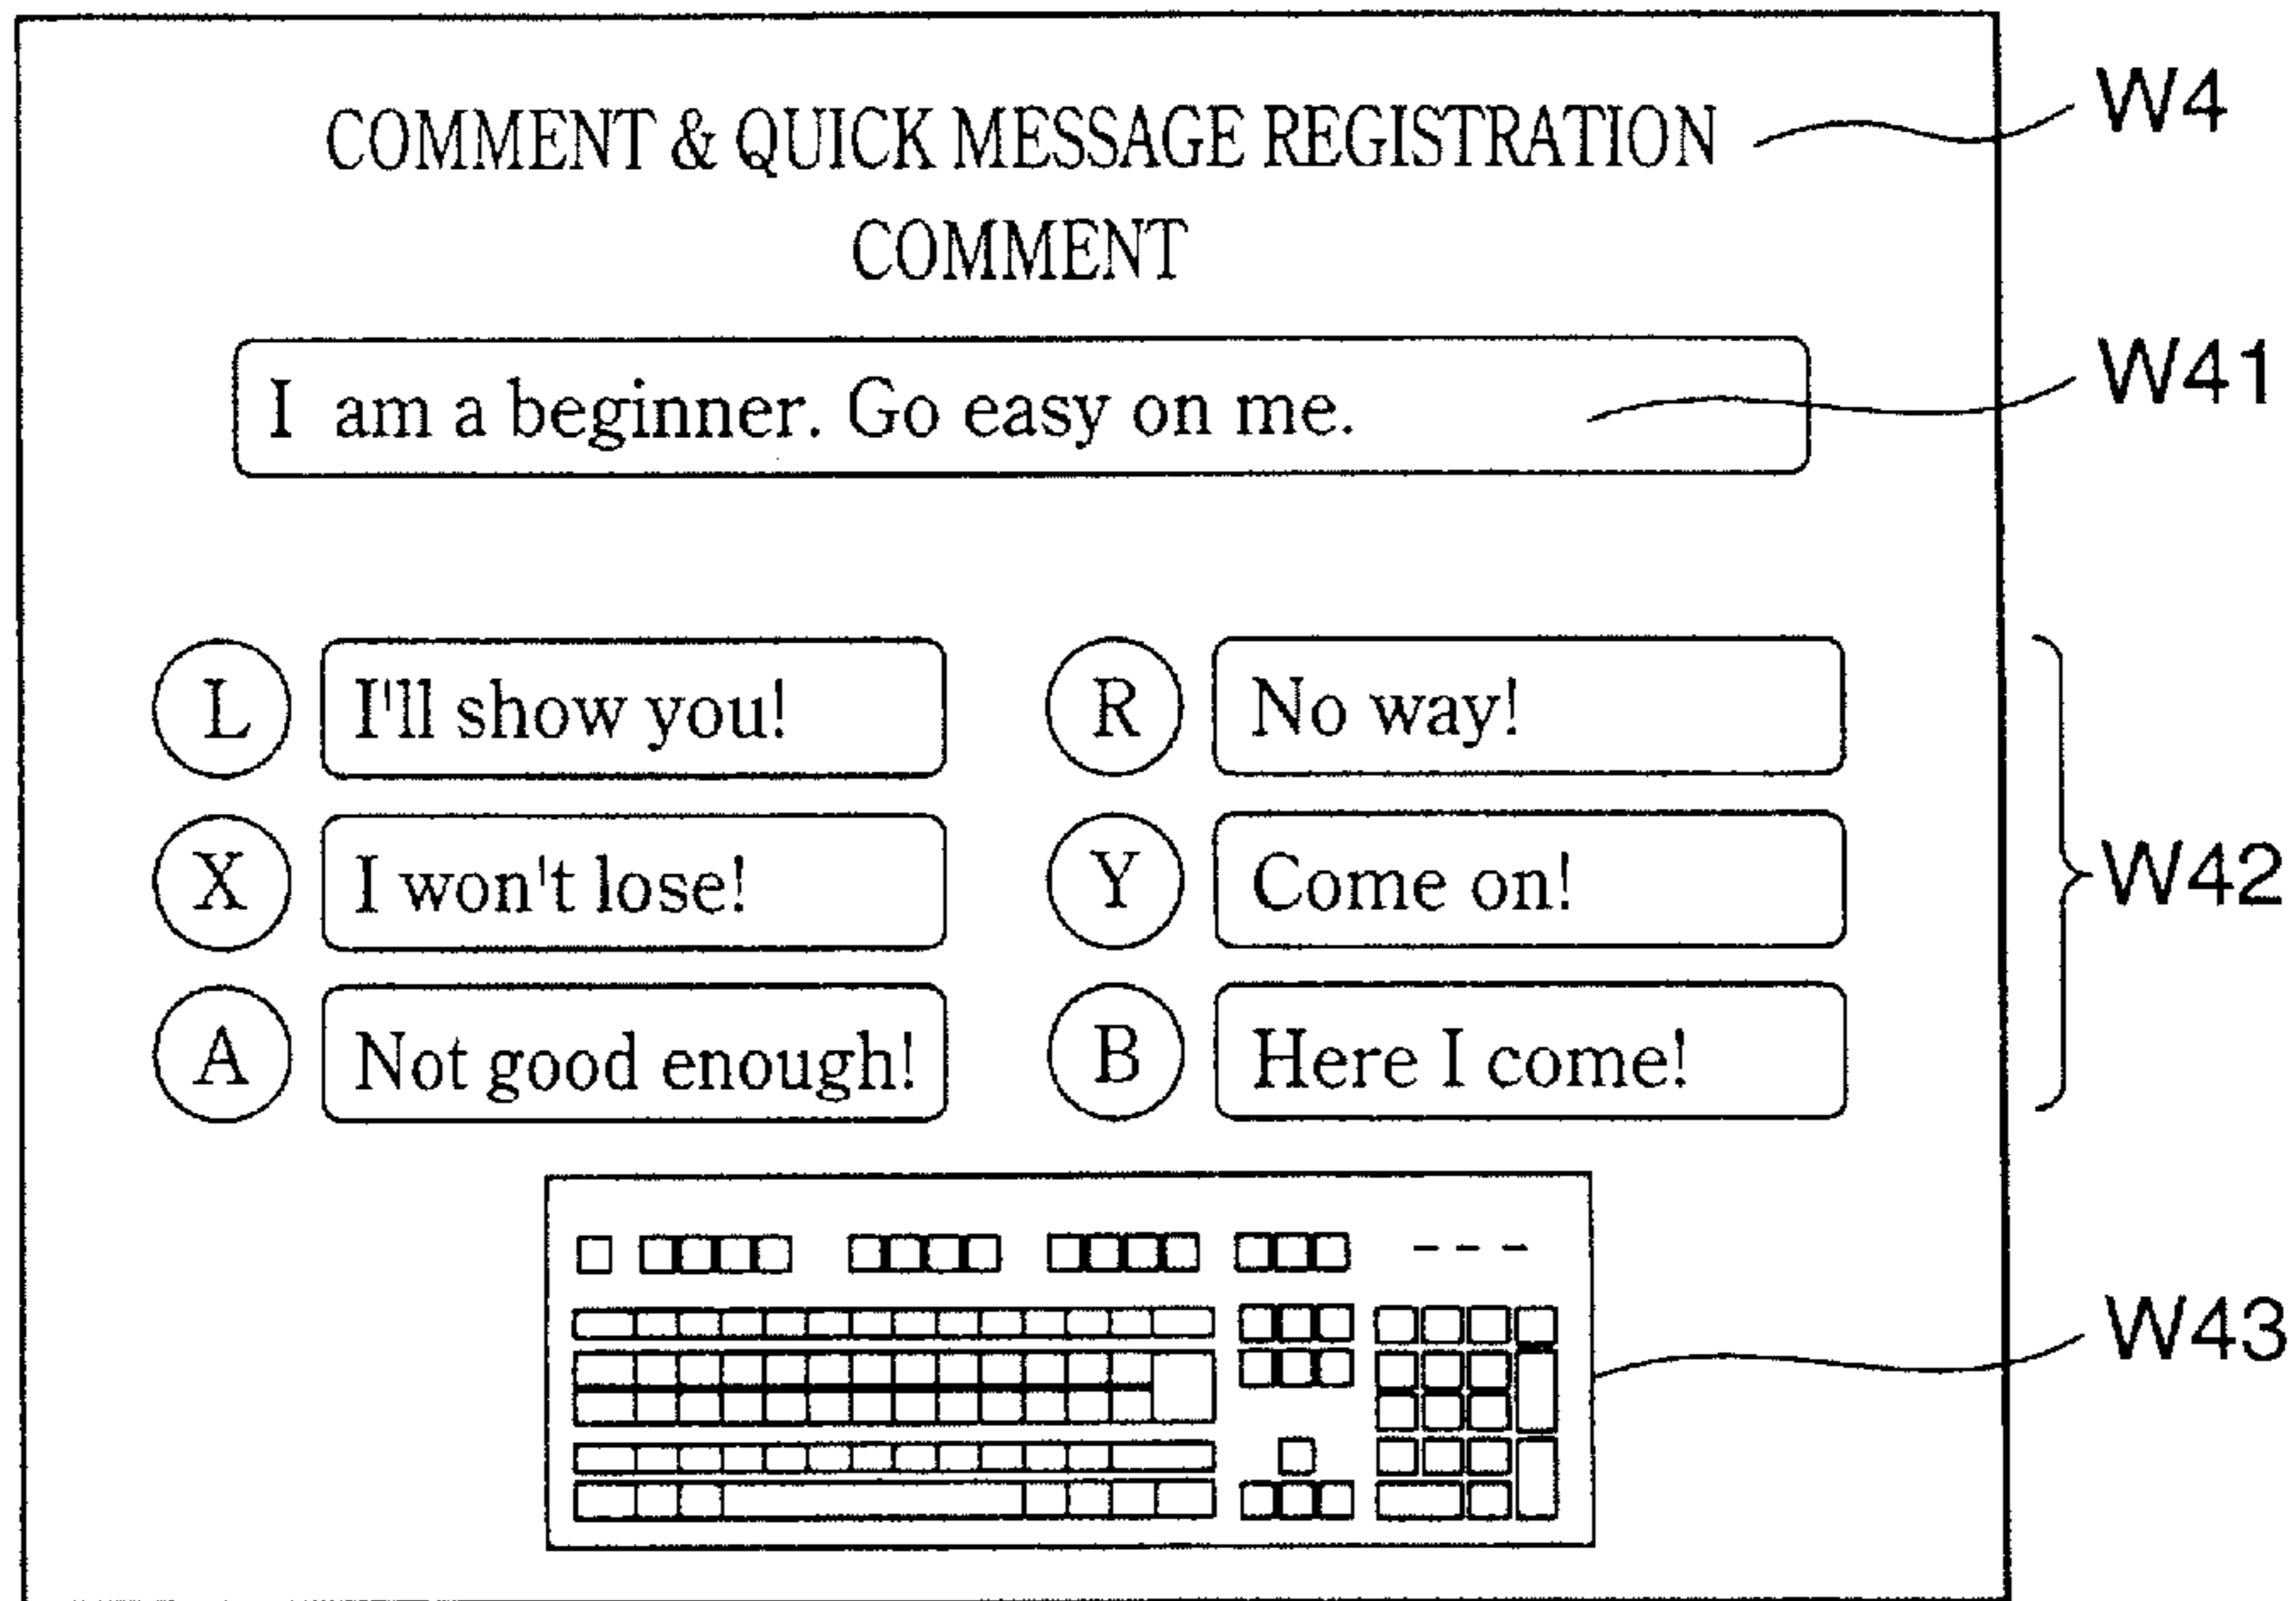 COMMENT & QUICK MESSAGE REGISTRATION
W4
COMMENT
I am a beginner. Go easy on me.
W41
L I'll show you! R No way!
X I won't lose! Y Come on!
W42
A Not good enough! B Here I come!
W43